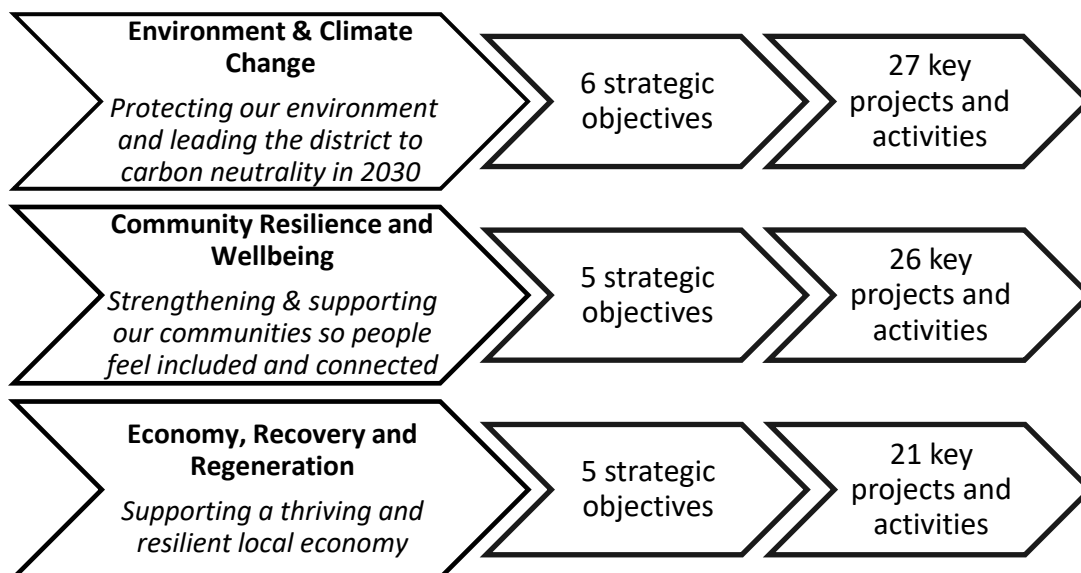 Environment & Climate
Change
Protecting our environment
and leading the district to
carbon neutrality in 2030
6 strategic
objectives
27 key
projects and
activities
Community Resilience and
Wellbeing
Strengthening & supporting
our communities so people
feel included and connected
5 strategic
objectives
26 key
projects and
activities
Economy, Recovery and
Regeneration
Supporting a thriving and
resilient local economy
5 strategic
objectives
21 key
projects and
activities